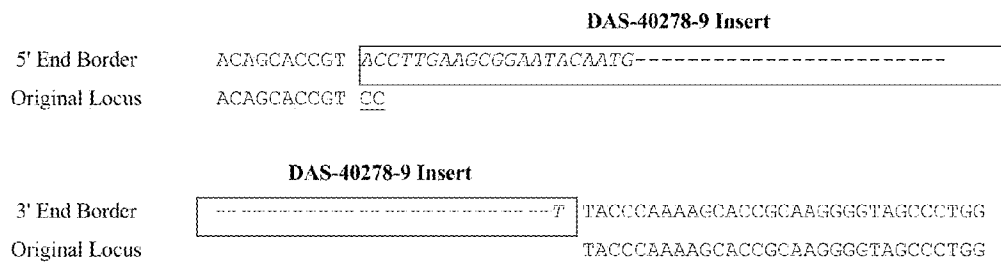 DAS-40278-9 Insert
5' End Border ACAGCACCGT ACCTTGAAGCGGAATACAATG------------------------
Original Locus ACAGCACCGT CC
DAS-40278-9 Insert
3' End Border --------------------------T TACCCAAAAGCACCGCAAGGGGTAGCCCTGG
Original Locus TACCCAAAAGCACCGCAAGGGGTAGCCCTGG